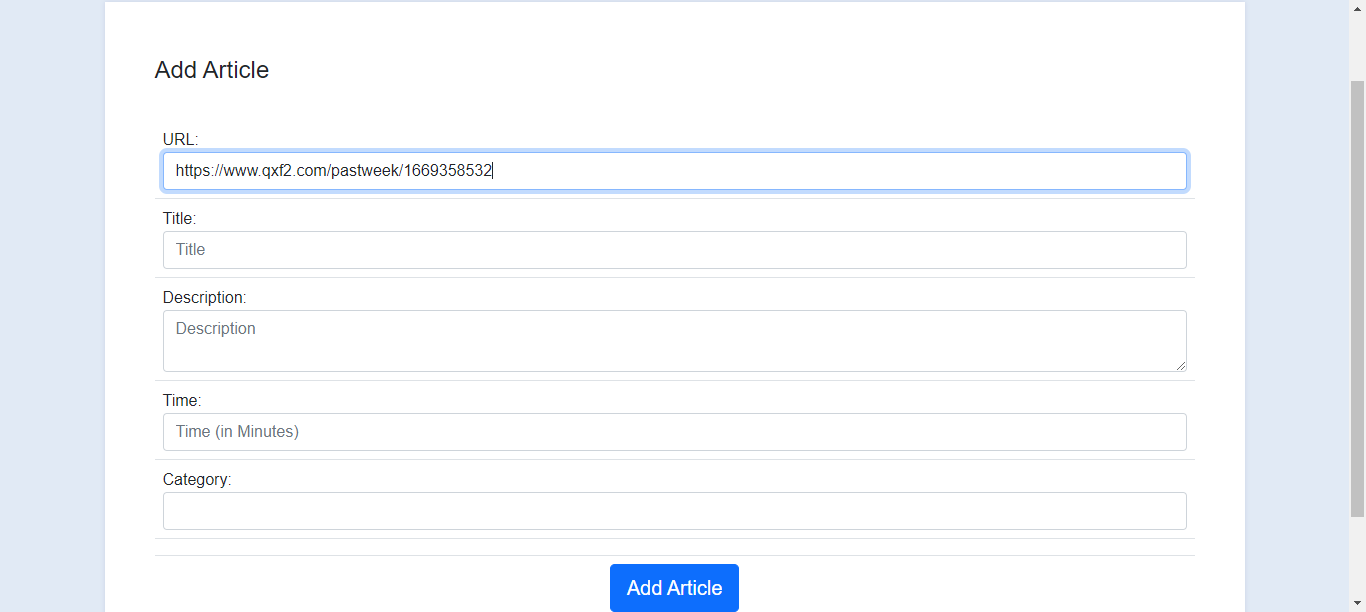 Add Article
URL:
https://www.qxf2.com/pastweek/1669358532
Title:
Title
Description:
Description
Time:
Time (in Minutes)
Category:
Add Article